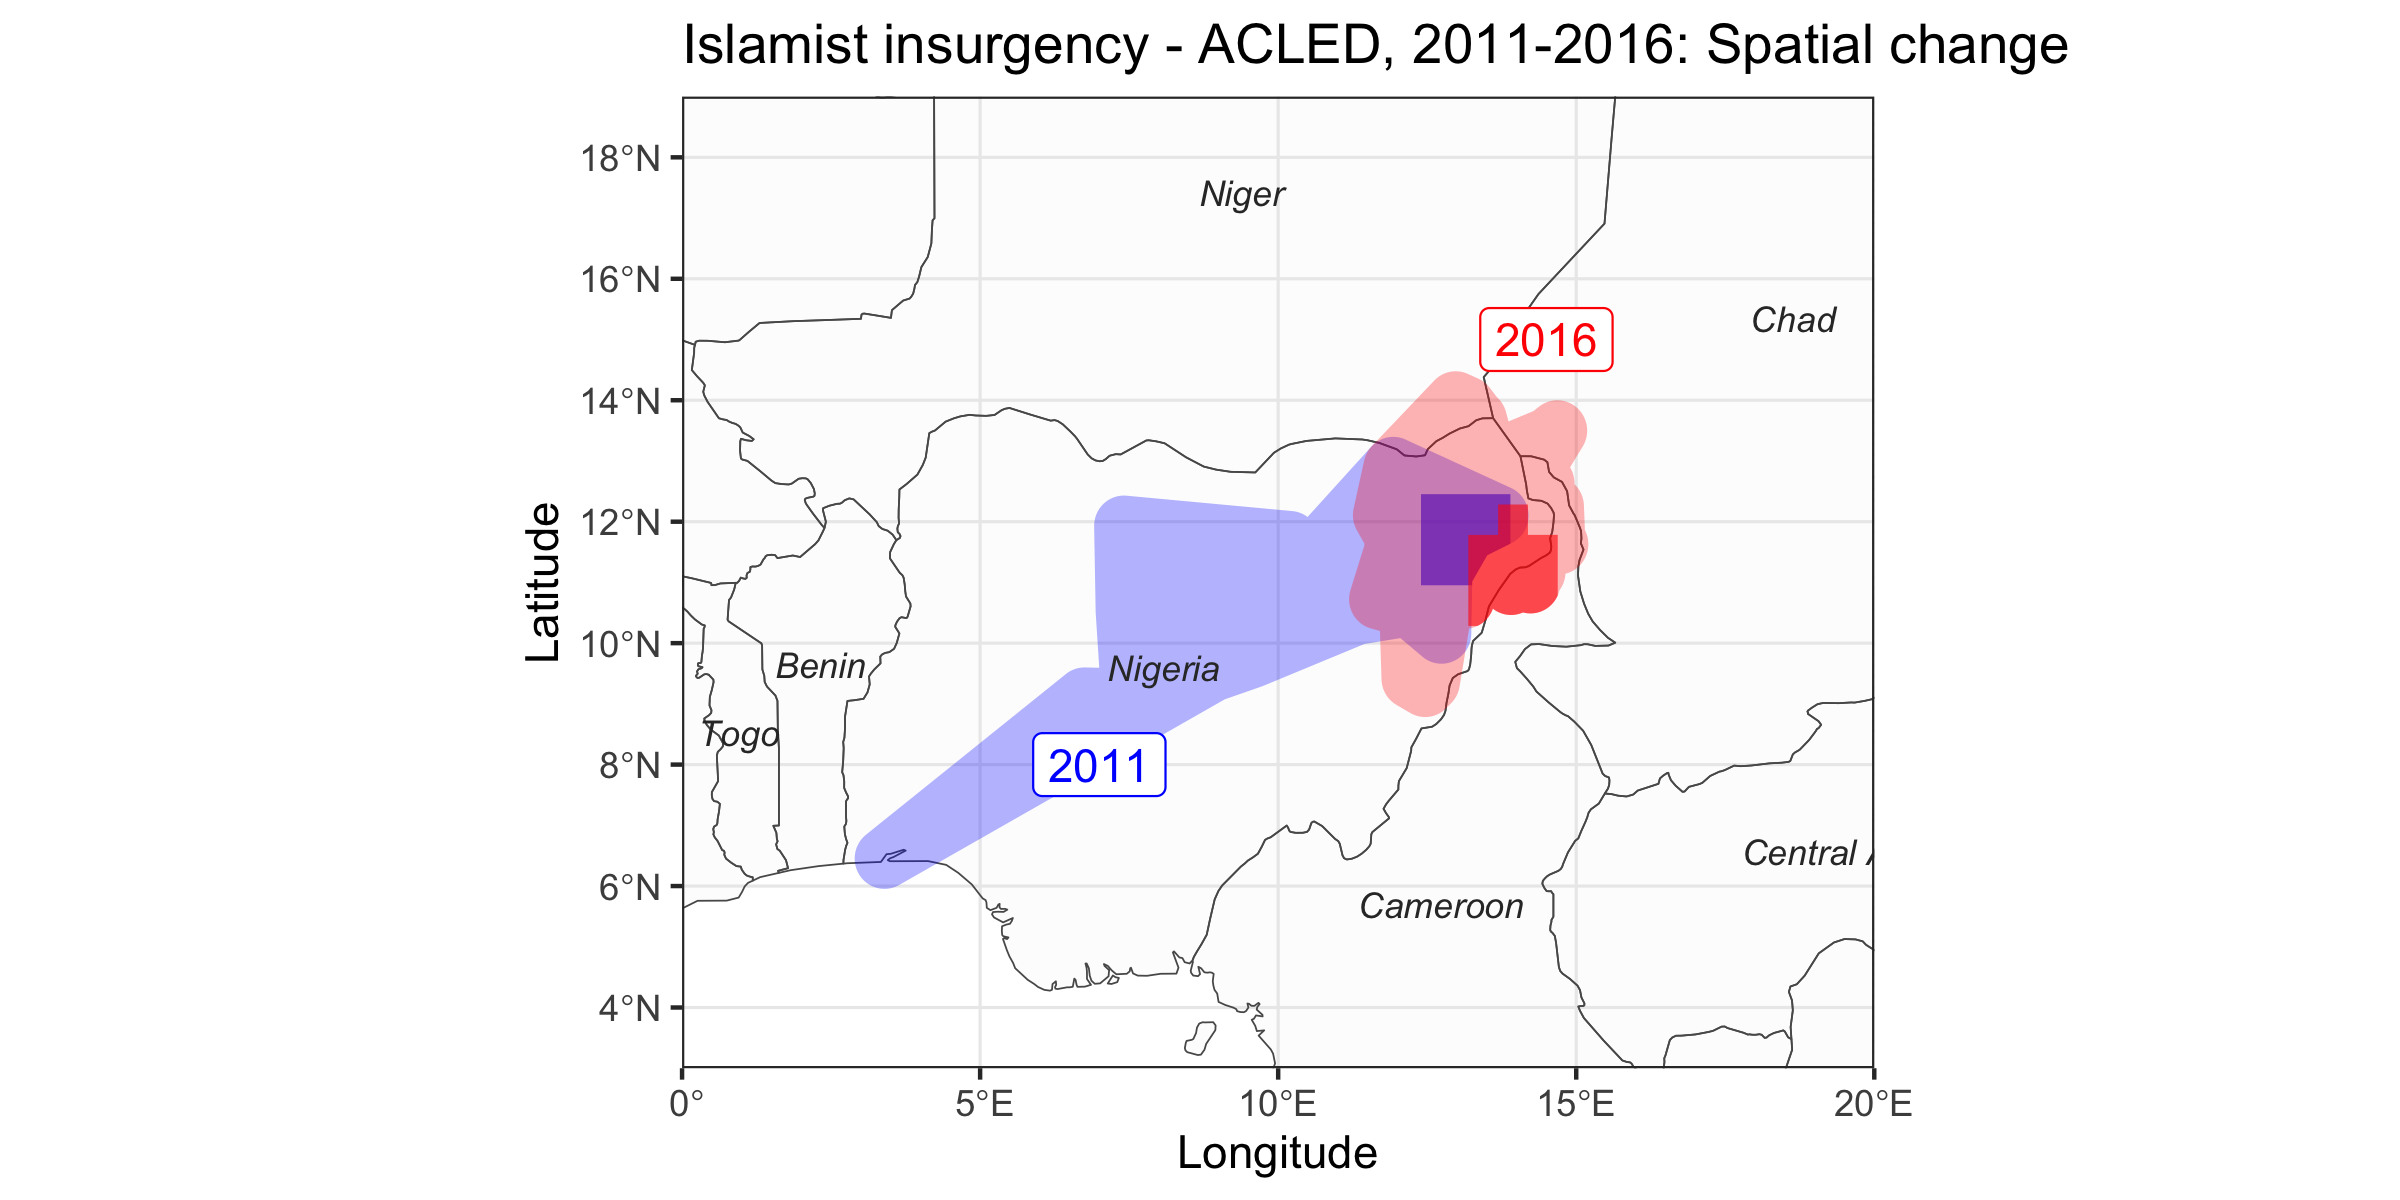 Islamist insurgency - ACLED, 2011-2016: Spatial change
18°N
Niger
16°N
Chad
2016
14°N
12°N
Latitude
10°N
Benin
Nigeria
Togo
8°N
2011
Central A
6°N
Cameroon
4°N
0°
5°E
10°E
15°E
20°E
Longitude